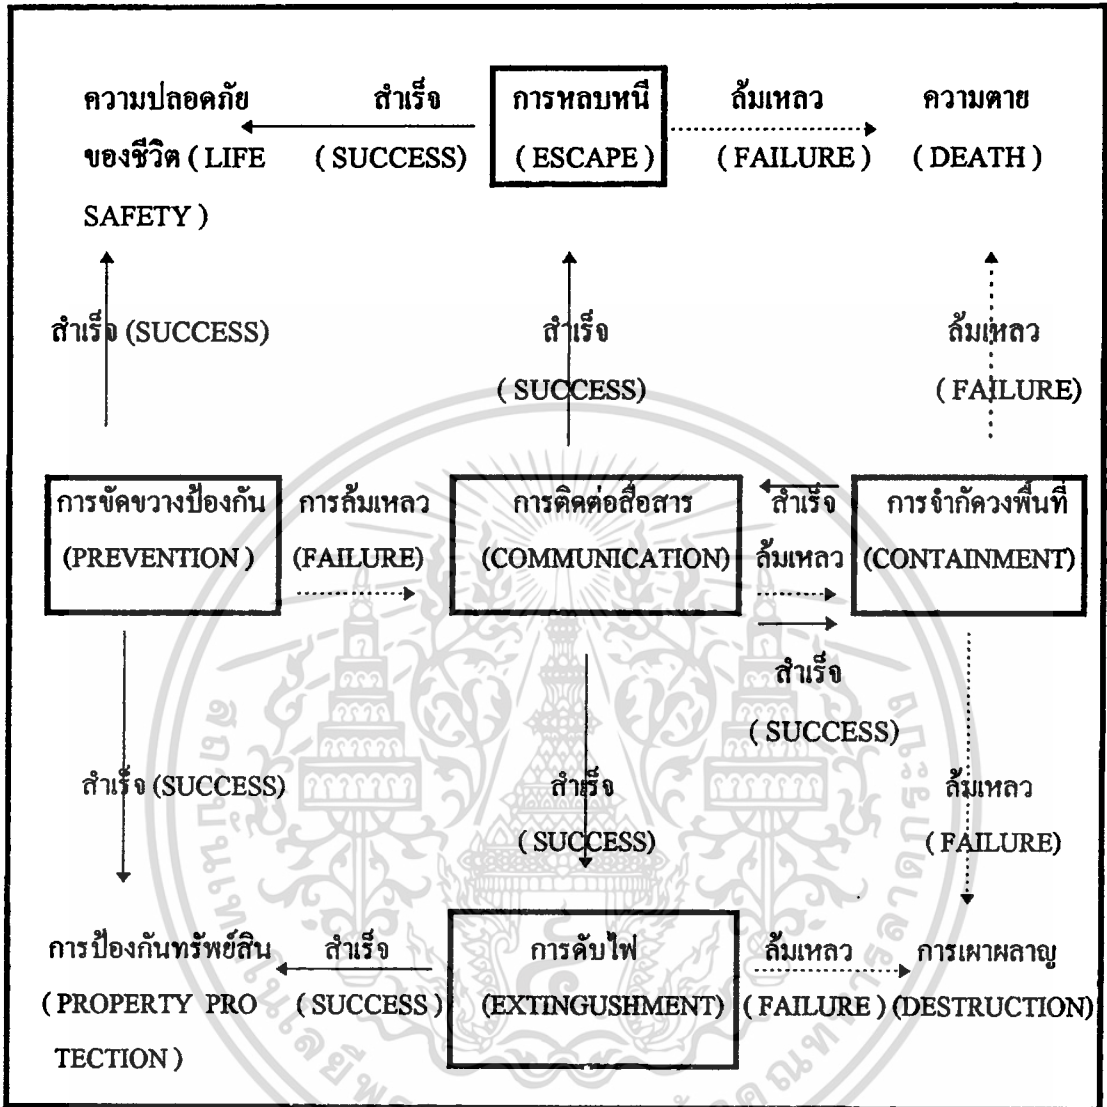 ความปลอดภัย สำเร็จ การหลบหนี ล้มเหลว ความตาย
ของชีวิต ( LIFE ( SUCCESS ) ( ESCAPE ) ( FAILURE ) ( DEATH )
SAFETY )
สำเร็จ (SUCCESS) สำเร็จ ล้มเหลว
( SUCCESS) ( FAILURE)
การขัดขวางป้องกัน การล้มเหลว การติดต่อสื่อสาร สำเร็จ การจำกัดวงพื้นที่
(PREVENTION ) (FAILURE) (COMMUNICATION) ล้มเหลว (CONTAINMENT)
สำเร็จ
( SUCCESS)
สำเร็จ (SUCCESS) สำเร็จ ล้มเหลว
( SUCCESS) ( FAILURE)
การป้องกันทรัพย์สิน สำเร็จ การดับไฟ ล้มเหลว การเผาผลาญ
( PROPERTY PRO ( SUCCESS ) (EXTINGUSHMENT) ( FAILURE ) (DESTRUCTION)
TECTION )